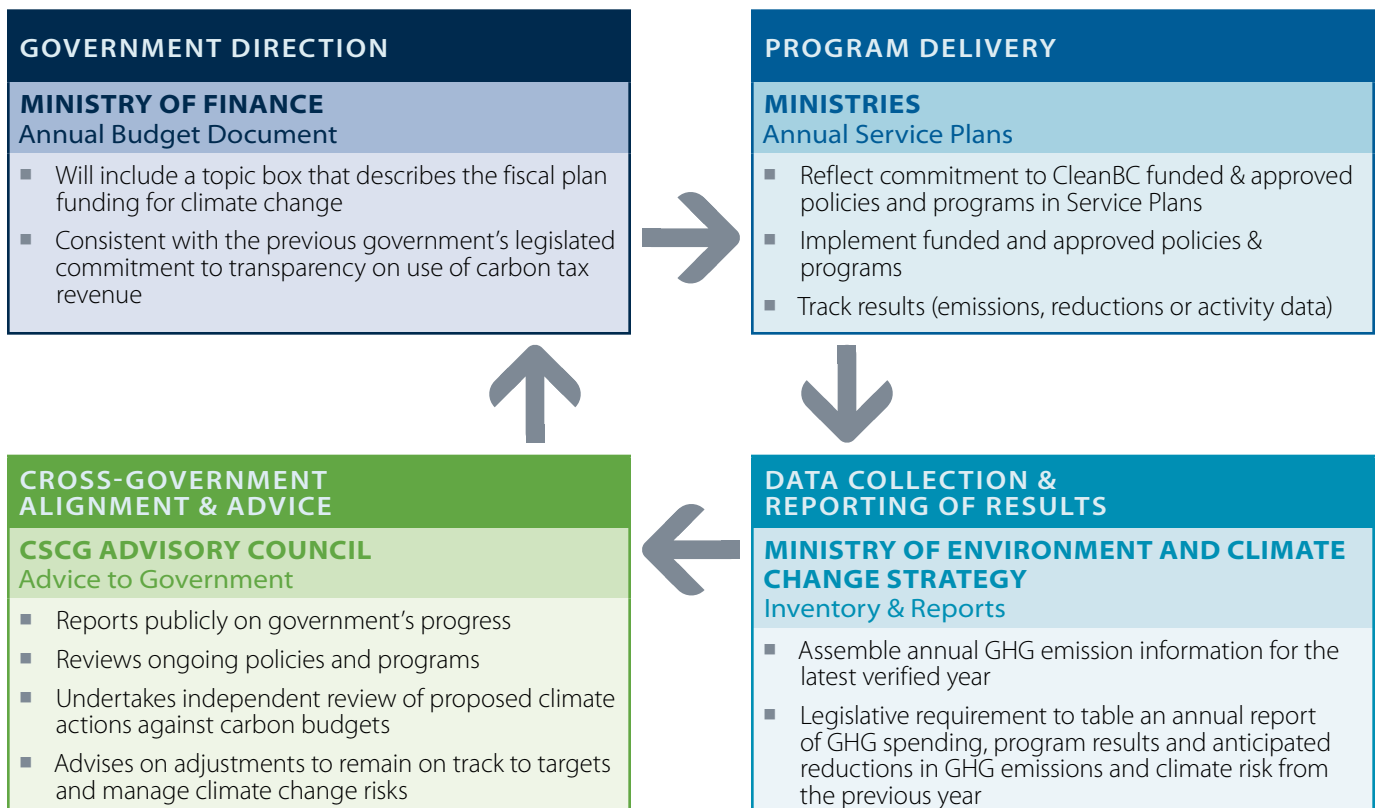 GOVERNMENT DIRECTION
MINISTRY OF FINANCE
Annual Budget Document
■ Will include a topic box that describes the fiscal plan
funding for climate change
■ Consistent with the previous government’s legislated
commitment to transparency on use of carbon tax
revenue
PROGRAM DELIVERY
MINISTRIES
Annual Service Plans
■ Reflect commitment to CleanBC funded & approved
policies and programs in Service Plans
■ Implement funded and approved policies &
programs
■ Track results (emissions, reductions or activity data)
CROSS-GOVERNMENT
ALIGNMENT & ADVICE
CSCG ADVISORY COUNCIL
Advice to Government
■ Reports publicly on government’s progress
■ Reviews ongoing policies and programs
■ Undertakes independent review of proposed climate
actions against carbon budgets
■ Advises on adjustments to remain on track to targets
and manage climate change risks
DATA COLLECTION &
REPORTING OF RESULTS
MINISTRY OF ENVIRONMENT AND CLIMATE
CHANGE STRATEGY
Inventory & Reports
■ Assemble annual GHG emission information for the
latest verified year
■ Legislative requirement to table an annual report
of GHG spending, program results and anticipated
reductions in GHG emissions and climate risk from
the previous year